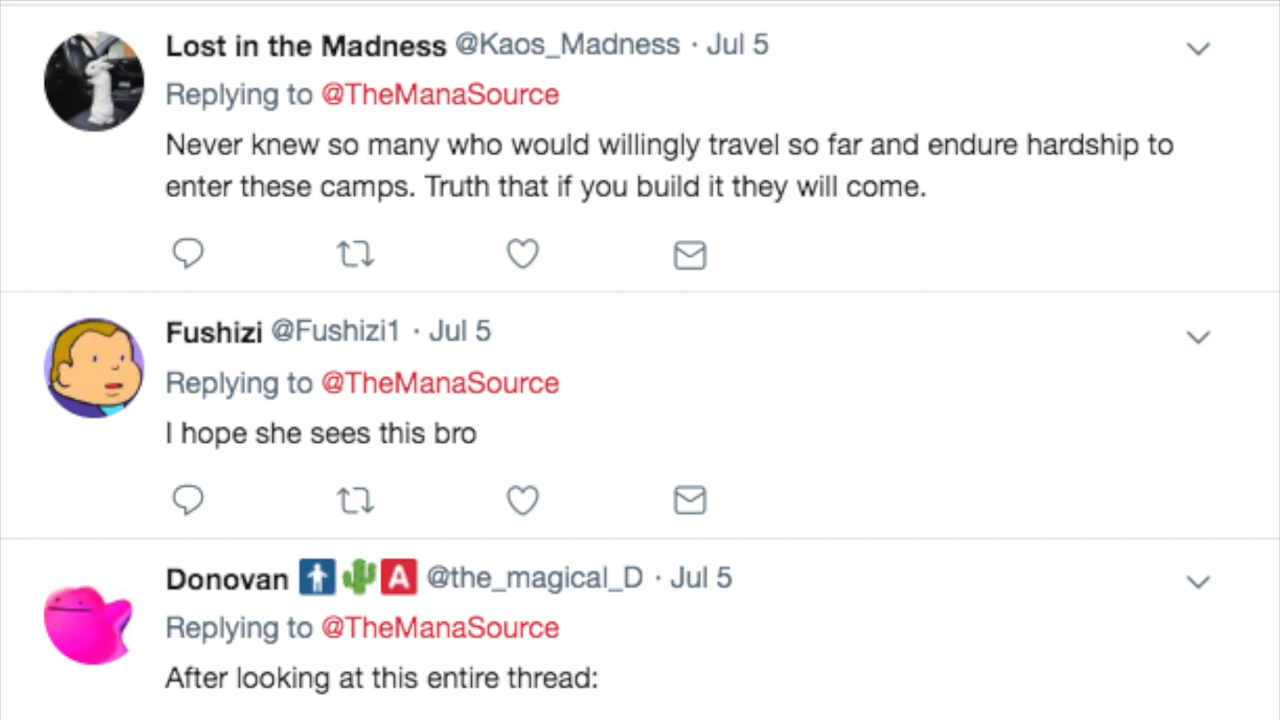 Lost in the Madness @Kaos_Madness · Jul 5
Replying to @TheManaSource
Never knew so many who would willingly travel so far and endure hardship to
enter these camps. Truth that if you build it they will come.
Fushizi @Fushizi1 · Jul 5
Replying to @TheManaSource
I hope she sees this bro
Donovan 🚹🌵🅰 @the_magical_D · Jul 5
Replying to @TheManaSource
After looking at this entire thread: